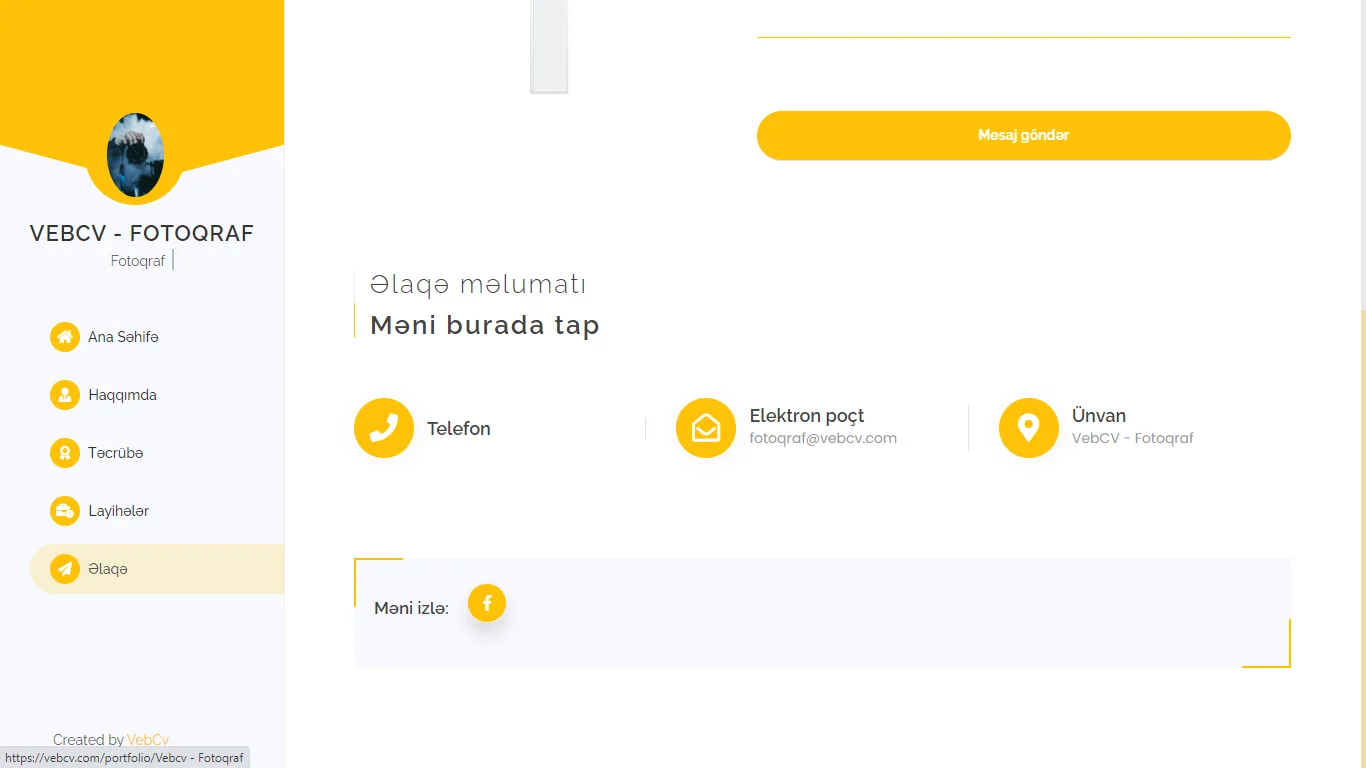 VEBCV - FOTOQRAF
Fotoqraf
Ana Səhifə
Haqqımda
Təcrübə
Layihələr
Əlaqə
Created by VebCv
https://vebcv.com/portfolio/Vebcv - Fotoqraf
Mesaj göndər
Əlaqə məlumatı
Məni burada tap
Telefon
Elektron poçt
fotoqraf@vebcv.com
Ünvan
VebCV - Fotoqraf
Məni izlə: